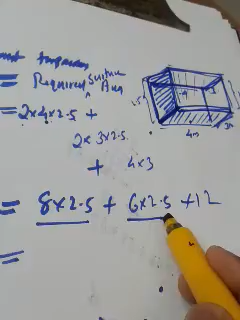 = Required Surface Area
= 2×4×2.5 +
2× 3×2.5
+ 4×3
= 8×2.5 + 6×2.5 +12
=
4m
3m